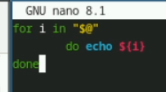 GNU nano 8.1
for i in "$@"
do echo ${i}
done